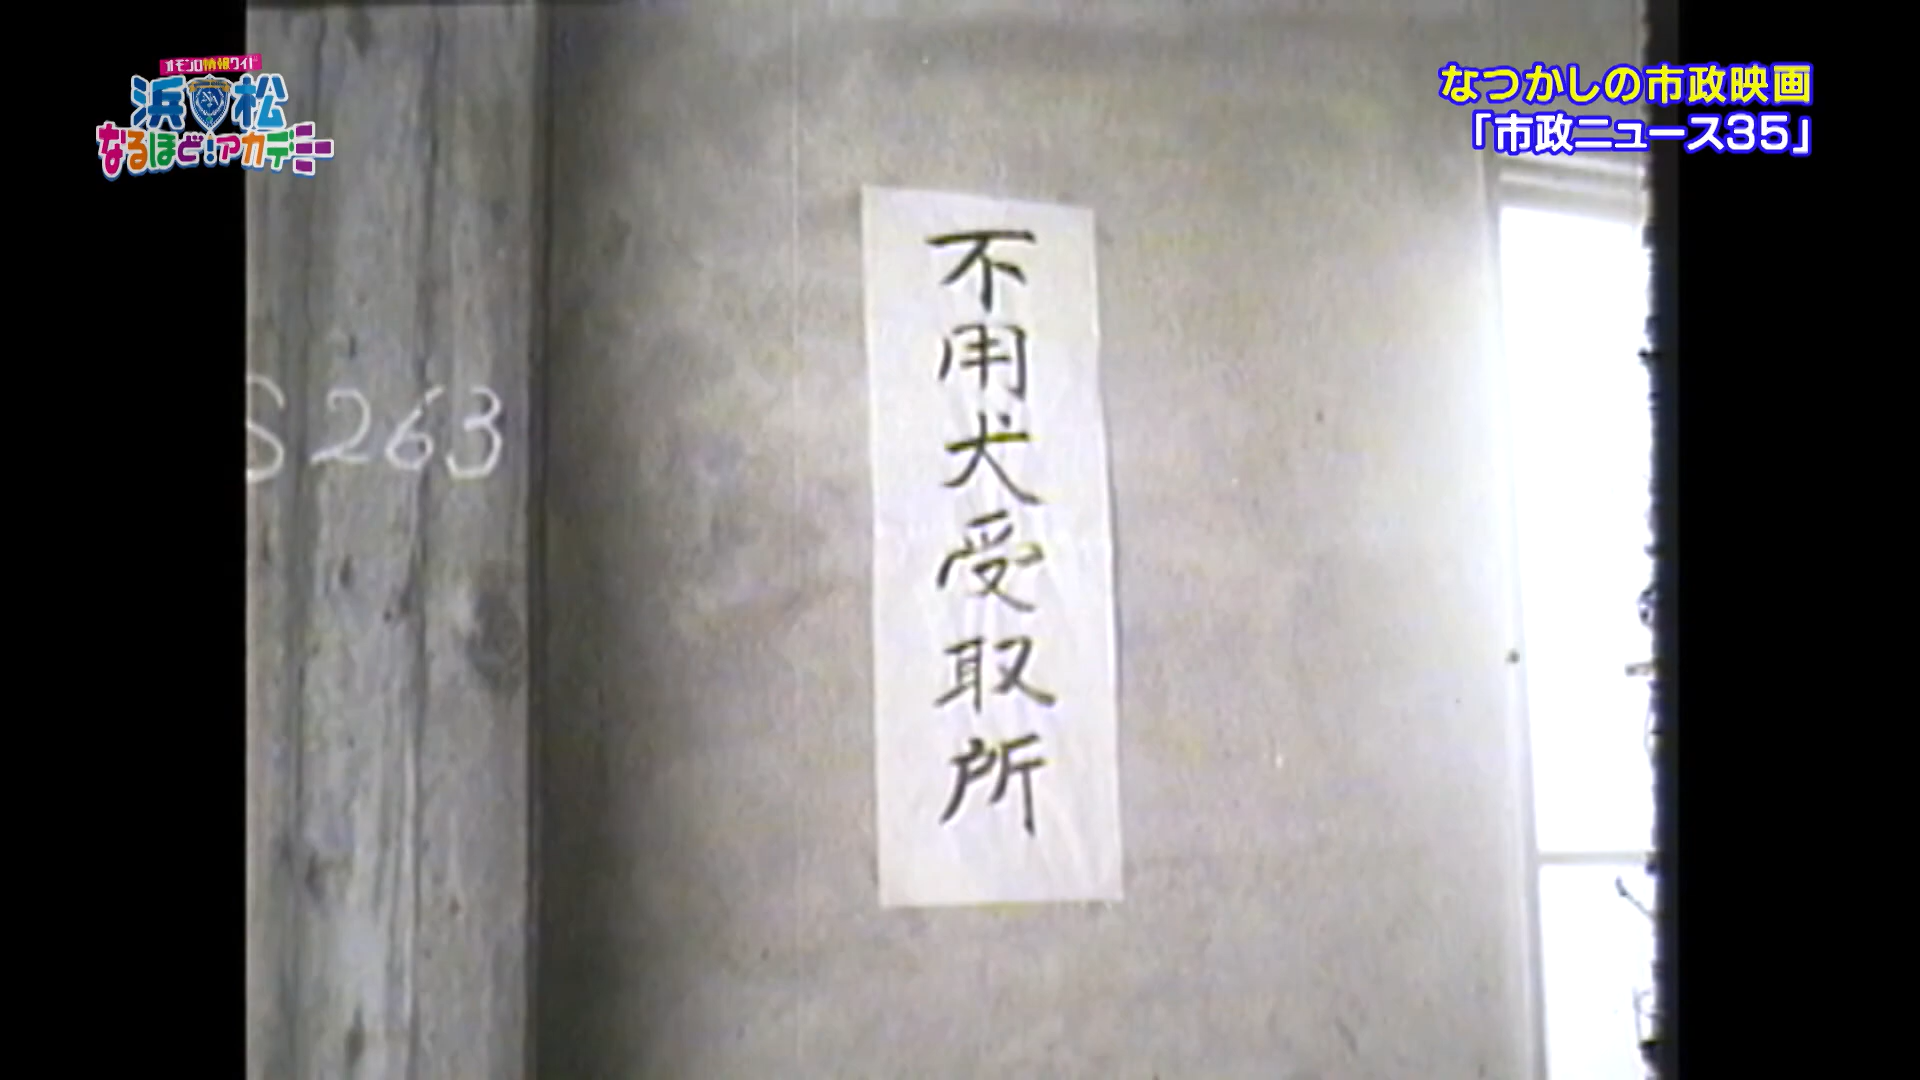 オモシロ情報ワイド
浜松
なるほど!アカデミー
なつかしの市政映画
「市政ニュース35」
不用犬受取所
S263